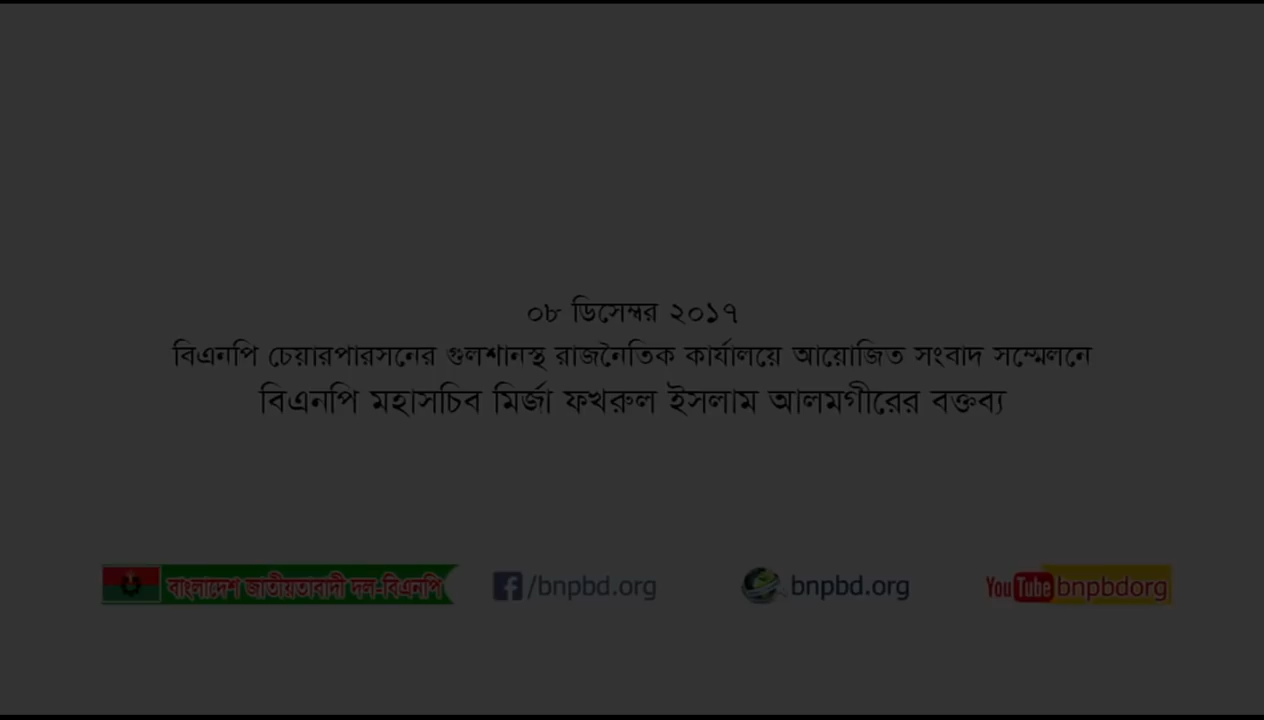 ০৮ ডিসেম্বর ২০১৭
বিএনপি চেয়ারপারসনের গুলশানস্থ রাজনৈতিক কার্যালয়ে আয়োজিত সংবাদ সম্মেলনে
বিএনপি মহাসচিব মির্জা ফখরুল ইসলাম আলমগীরের বক্তব্য
বাংলাদেশ জাতীয়তাবাদী দল-বিএনপি /bnpbd.org bnpbd.org YouTube bnpbdorg